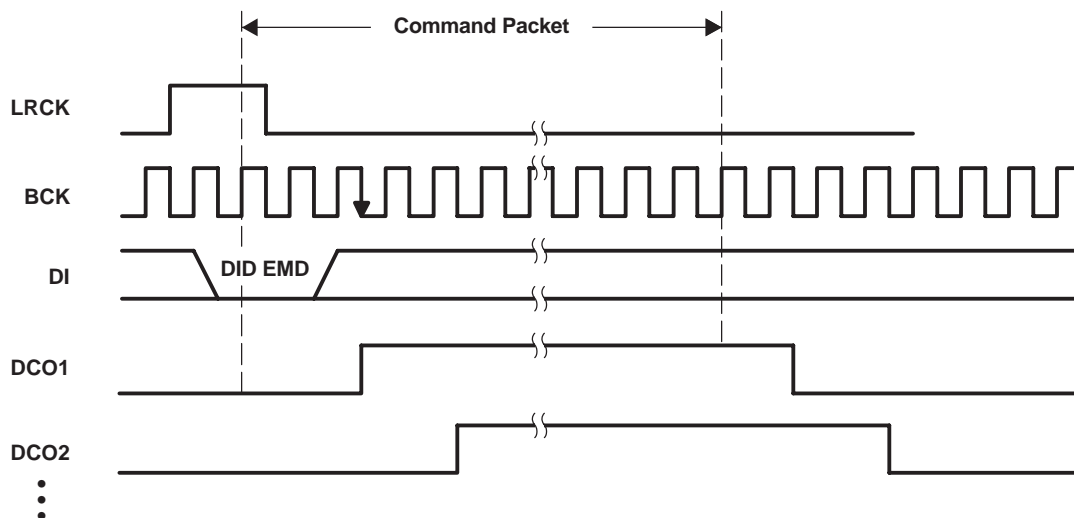 Command Packet
LRCK
BCK
DI
DID EMD
DCO1
DCO2